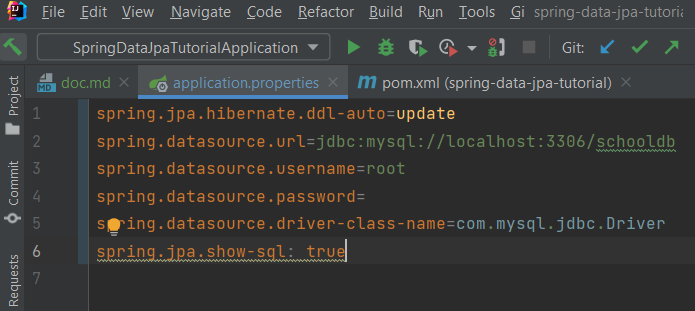 IJ File Edit View Navigate Code Refactor Build Run Tools Gi spring-data-jpa-tutorial
SpringDataJpaTutorialApplication Git:
MD doc.md application.properties m pom.xml (spring-data-jpa-tutorial)
Project
Commit
Requests
1 spring.jpa.hibernate.ddl-auto=update
2 spring.datasource.url=jdbc:mysql://localhost:3306/schooldb
3 spring.datasource.username=root
4 spring.datasource.password=
5 spring.datasource.driver-class-name=com.mysql.jdbc.Driver
6 spring.jpa.show-sql: true
7